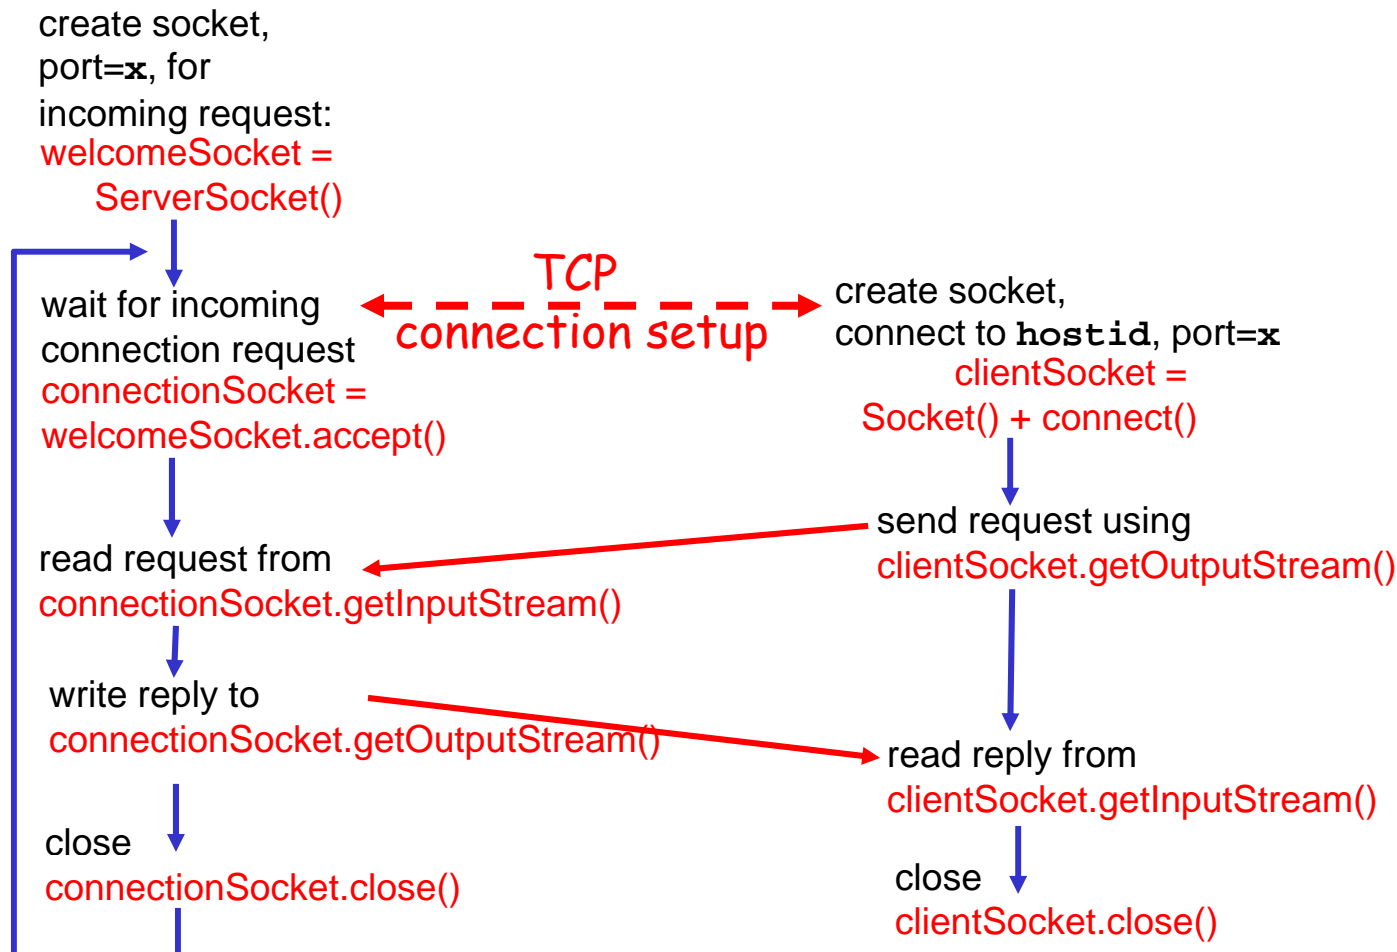 create socket,
port=x, for
incoming request:
welcomeSocket =
ServerSocket()
wait for incoming
connection request
connectionSocket =
welcomeSocket.accept()
TCP
connection setup
create socket,
connect to hostid, port=x
clientSocket =
Socket() + connect()
send request using
clientSocket.getOutputStream()
read request from
connectionSocket.getInputStream()
write reply to
connectionSocket.getOutputStream()
read reply from
clientSocket.getInputStream()
close
connectionSocket.close()
close
clientSocket.close()